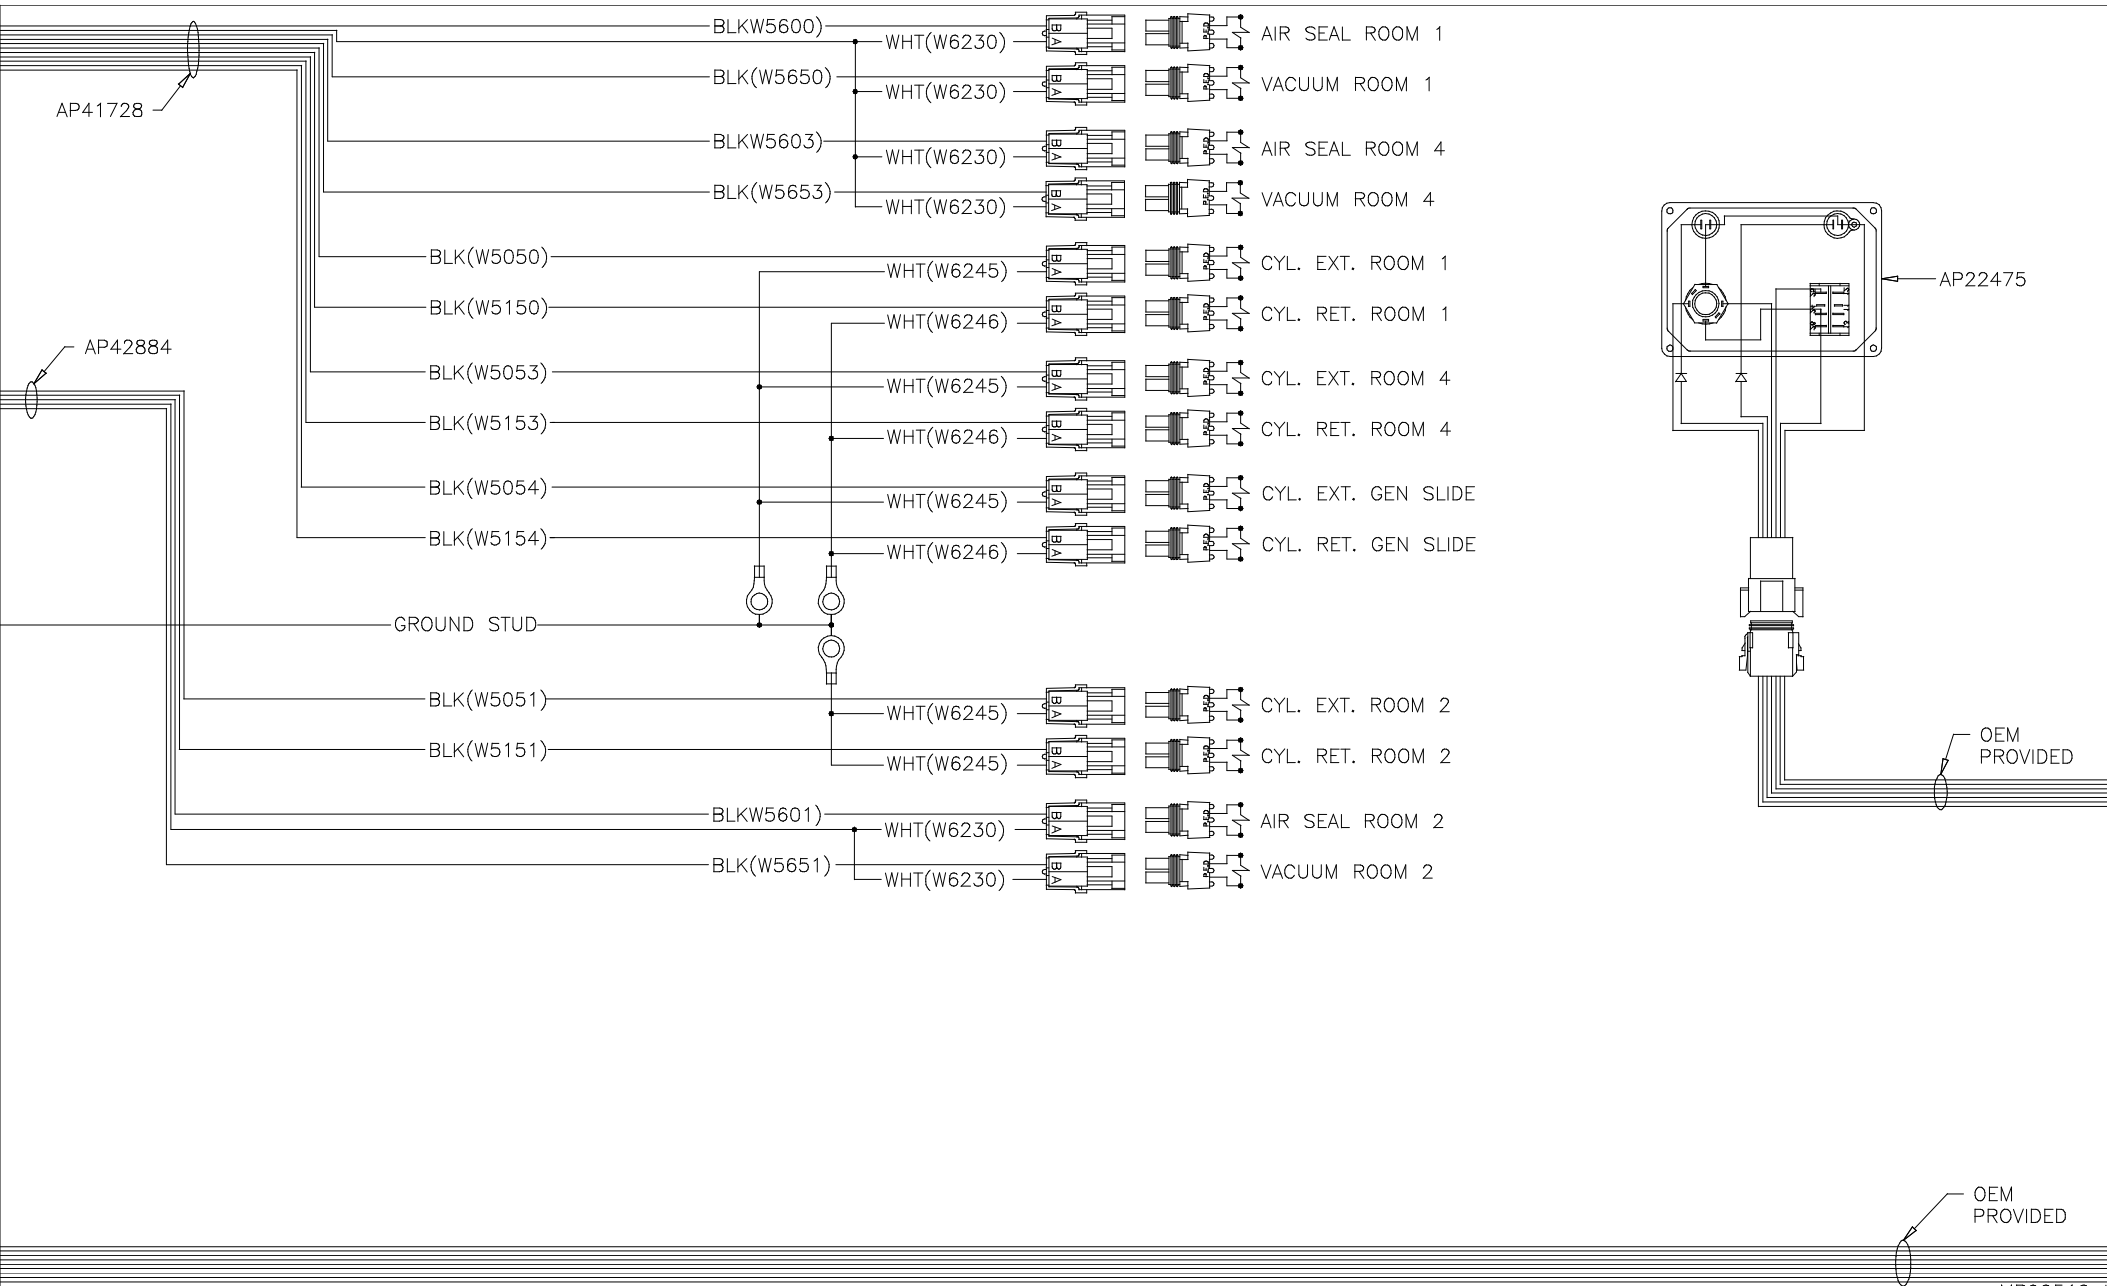 BLKW5600)
WHT(W6230)
B
A
AIR SEAL ROOM 1
BLK(W5650)
WHT(W6230)
B
A
VACUUM ROOM 1
AP41728
BLKW5603)
WHT(W6230)
B
A
AIR SEAL ROOM 4
BLK(W5653)
WHT(W6230)
B
A
VACUUM ROOM 4
BLK(W5050)
WHT(W6245)
B
A
CYL. EXT. ROOM 1
AP22475
BLK(W5150)
WHT(W6246)
B
A
CYL. RET. ROOM 1
AP42884
BLK(W5053)
WHT(W6245)
B
A
CYL. EXT. ROOM 4
BLK(W5153)
WHT(W6246)
B
A
CYL. RET. ROOM 4
BLK(W5054)
WHT(W6245)
B
A
CYL. EXT. GEN SLIDE
BLK(W5154)
WHT(W6246)
B
A
CYL. RET. GEN SLIDE
GROUND STUD
BLK(W5051)
WHT(W6245)
B
A
CYL. EXT. ROOM 2
OEM
PROVIDED
BLK(W5151)
WHT(W6245)
B
A
CYL. RET. ROOM 2
BLKW5601)
WHT(W6230)
B
A
AIR SEAL ROOM 2
BLK(W5651)
WHT(W6230)
B
A
VACUUM ROOM 2
OEM
PROVIDED